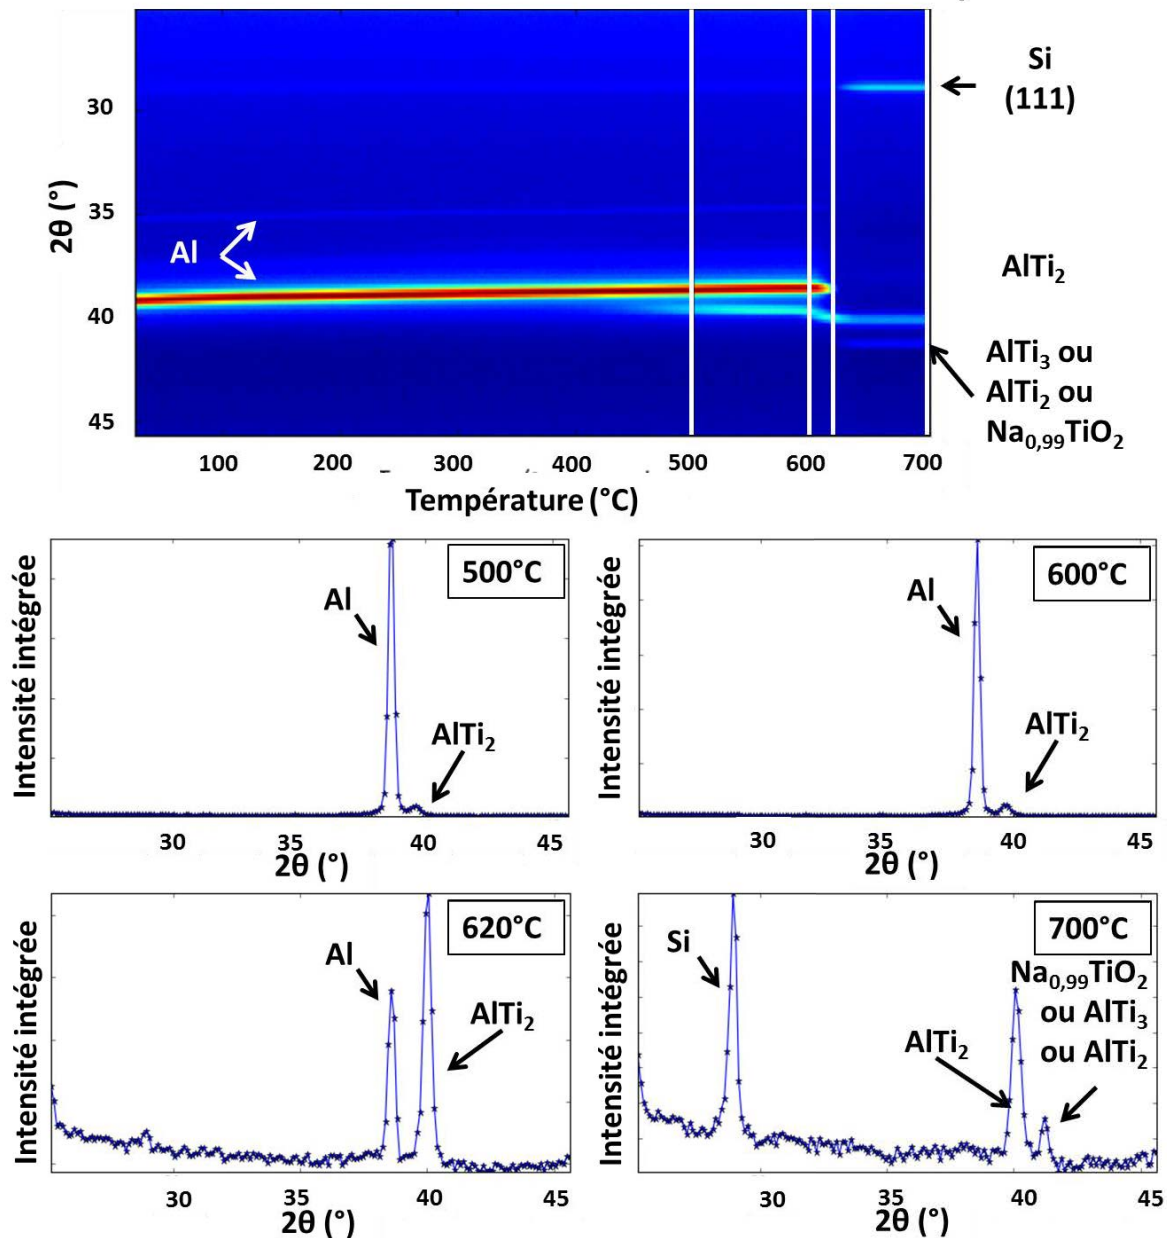 Si
(111)
30
35
40
45
2θ (°)
Al
AlTi₂
AlTi₃ ou
AlTi₂ ou
Na₀,₉₉TiO₂
100 200 300 400 500 600 700
Température (°C)
Intensité intégrée
500°C
Al
AlTi₂
30 35 40 45
2θ (°)
Intensité intégrée
600°C
Al
AlTi₂
30 35 40 45
2θ (°)
Intensité intégrée
620°C
Al
AlTi₂
30 35 40 45
2θ (°)
Intensité intégrée
700°C
Si
Na₀,₉₉TiO₂
ou AlTi₃
ou AlTi₂
AlTi₂
30 35 40 45
2θ (°)